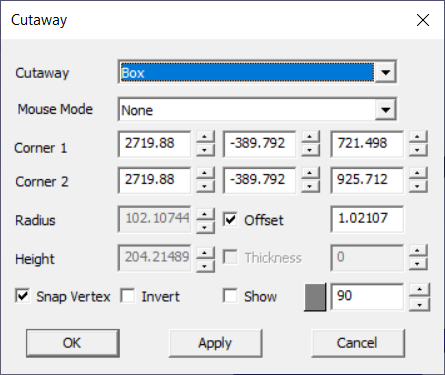 Cutaway
Cutaway Box
Mouse Mode None
Corner 1 2719.88 -389.792 721.498
Corner 2 2719.88 -389.792 925.712
Radius 102.10744 Offset 1.02107
Height 204.21489 Thickness 0
Snap Vertex Invert Show 90
OK Apply Cancel